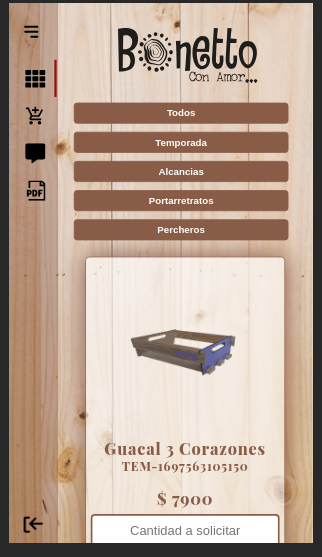 Bonetto
Con Amor...
Todos
Temporada
Alcancias
Portarretratos
Percheros
PDF
Guacal 3 Corazones
TEM-1697563105150
$ 7900
Cantidad a solicitar